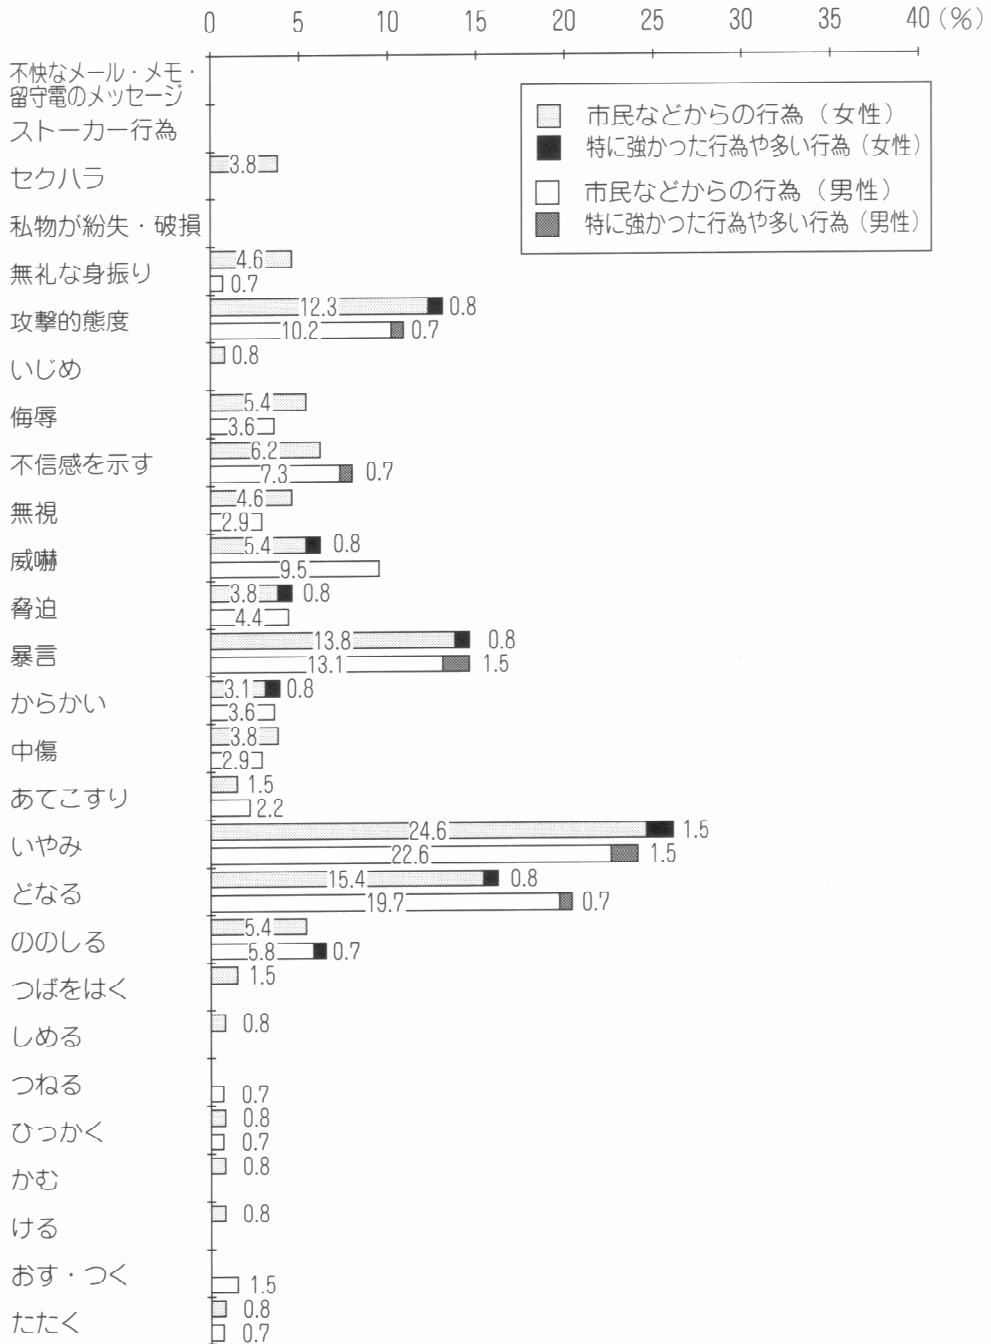 0 5 10 15 20 25 30 35 40 (%)
不快なメール・メモ・
留守電のメッセージ
ストーカー行為
セクハラ 3.8
私物が紛失・破損
無礼な身振り 4.6
0.7
攻撃的態度 12.3 0.8
10.2 0.7
いじめ 0.8
侮辱 5.4
3.6
不信感を示す 6.2
7.3 0.7
無視 4.6
2.9
威嚇 5.4 0.8
9.5
脅迫 3.8 0.8
4.4
暴言 13.8 0.8
13.1 1.5
からかい 3.1 0.8
3.6
中傷 3.8
2.9
あてこすり 1.5
2.2
いやみ 24.6 1.5
22.6 1.5
どなる 15.4 0.8
19.7 0.7
ののしる 5.4
5.8 0.7
つばをはく 1.5
しめる 0.8
つねる 0.7
ひっかく 0.8
0.7
かむ 0.8
ける 0.8
おす・つく 1.5
たたく 0.8
0.7
市民などからの行為（女性）
特に強かった行為や多い行為（女性）
市民などからの行為（男性）
特に強かった行為や多い行為（男性）